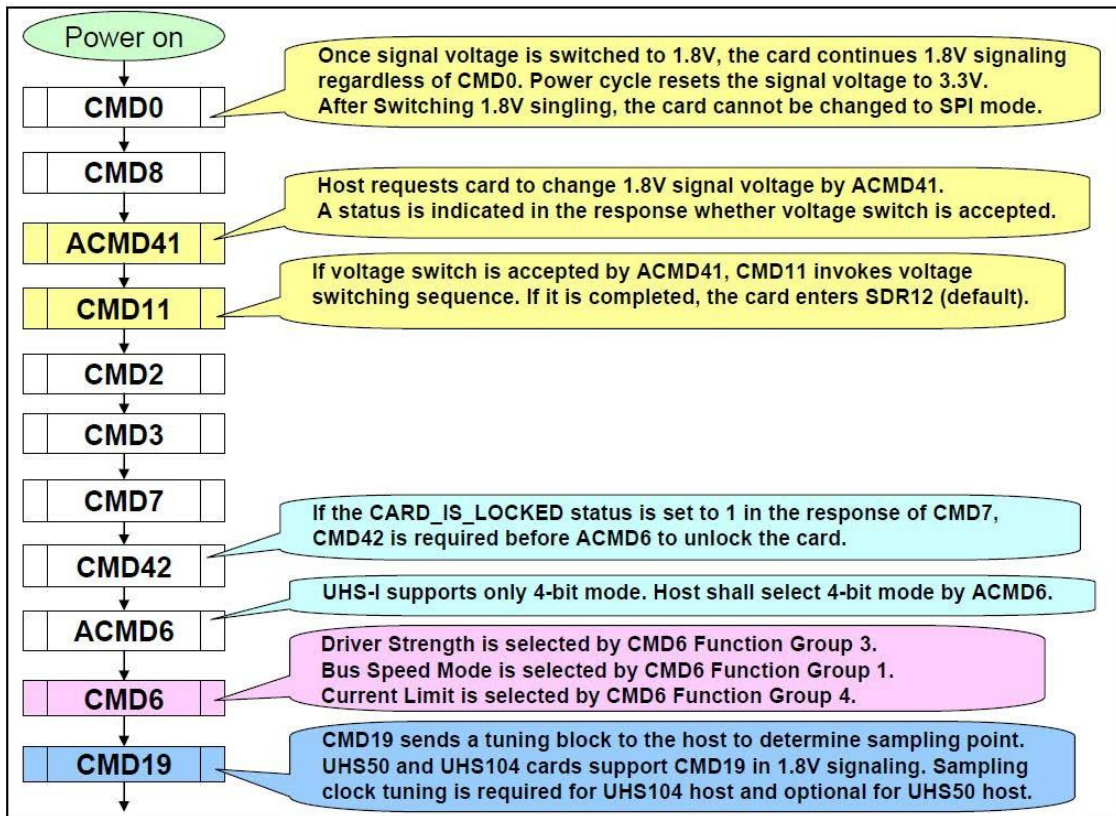 Power on
Once signal voltage is switched to 1.8V, the card continues 1.8V signaling
regardless of CMD0. Power cycle resets the signal voltage to 3.3V.
After Switching 1.8V singling, the card cannot be changed to SPI mode.
CMD0
CMD8
Host requests card to change 1.8V signal voltage by ACMD41.
A status is indicated in the response whether voltage switch is accepted.
ACMD41
If voltage switch is accepted by ACMD41, CMD11 invokes voltage
switching sequence. If it is completed, the card enters SDR12 (default).
CMD11
CMD2
CMD3
CMD7
If the CARD_IS_LOCKED status is set to 1 in the response of CMD7,
CMD42 is required before ACMD6 to unlock the card.
CMD42
UHS-I supports only 4-bit mode. Host shall select 4-bit mode by ACMD6.
ACMD6
Driver Strength is selected by CMD6 Function Group 3.
Bus Speed Mode is selected by CMD6 Function Group 1.
Current Limit is selected by CMD6 Function Group 4.
CMD6
CMD19 sends a tuning block to the host to determine sampling point.
UHS50 and UHS104 cards support CMD19 in 1.8V signaling. Sampling
clock tuning is required for UHS104 host and optional for UHS50 host.
CMD19